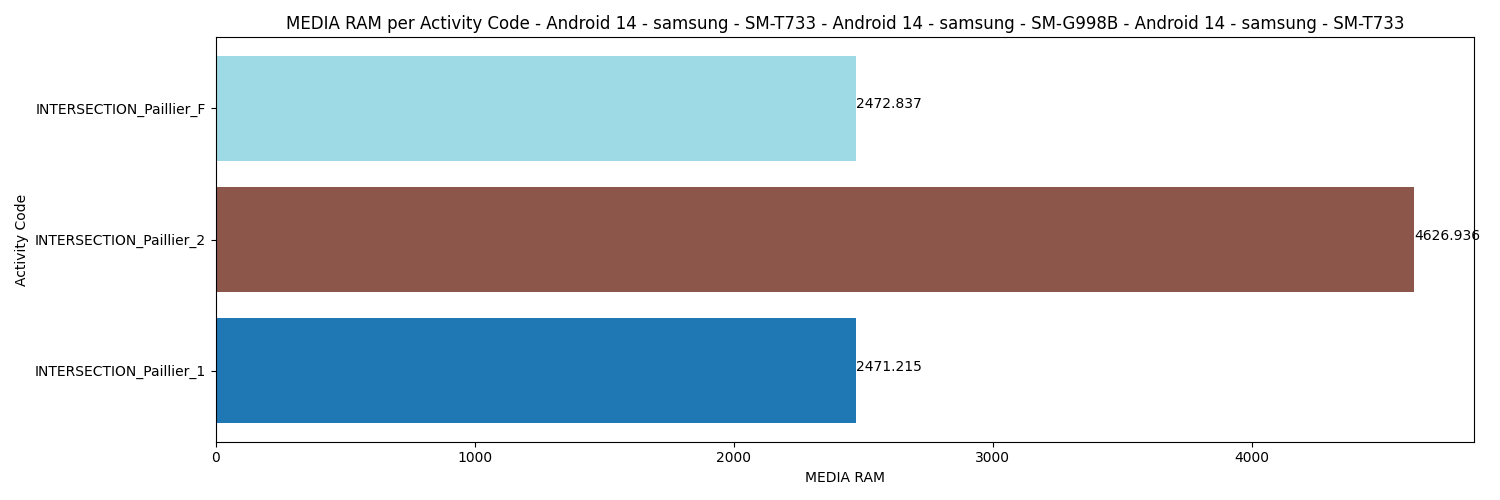 MEDIA RAM per Activity Code - Android 14 - samsung - SM-T733 - Android 14 - samsung - SM-G998B - Android 14 - samsung - SM-T733
INTERSECTION_Paillier_F
2472.837
INTERSECTION_Paillier_2
4626.936
INTERSECTION_Paillier_1
2471.215
Activity Code
0 1000 2000 3000 4000
MEDIA RAM